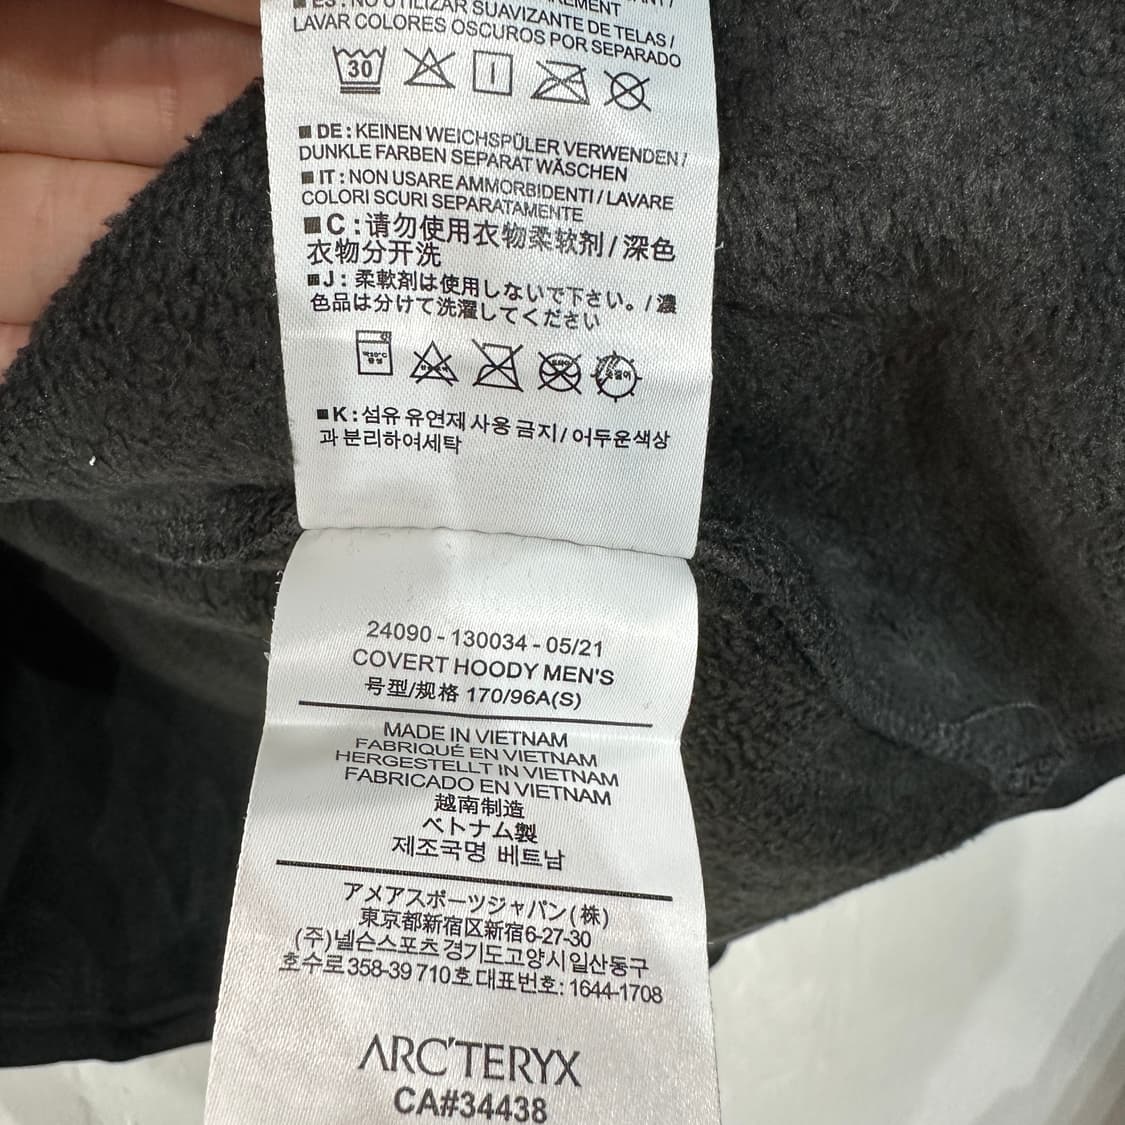 ■ES: NO UTILIZAR SUAVIZANTE DE TELAS /
LAVAR COLORES OSCUROS POR SEPARADO
30
■DE: KEINEN WEICHSPÜLER VERWENDEN /
DUNKLE FARBEN SEPARAT WÄSCHEN
■IT: NON USARE AMMORBIDENTI / LAVARE
COLORI SCURI SEPARATAMENTE
■C:请勿使用衣物柔软剂/深色
衣物分开洗
■J:柔軟剤は使用しないで下さい。/濃
色品は分けて洗濯してください
■K:섬유 유연제 사용 금지/어두운색상
과 분리하여세탁
24090 - 130034 - 05/21
COVERT HOODY MEN'S
号型/规格 170/96A(S)
MADE IN VIETNAM
FABRIQUÉ EN VIETNAM
HERGESTELLT IN VIETNAM
FABRICADO EN VIETNAM
越南制造
ベトナム製
제조국명 베트남
アメアスポーツジャパン(株)
東京都新宿区新宿6-27-30
(주)넬슨스포츠 경기도고양시일산동구
호수로 358-39 710호 대표번호: 1644-1708
ARC'TERYX
CA#34438